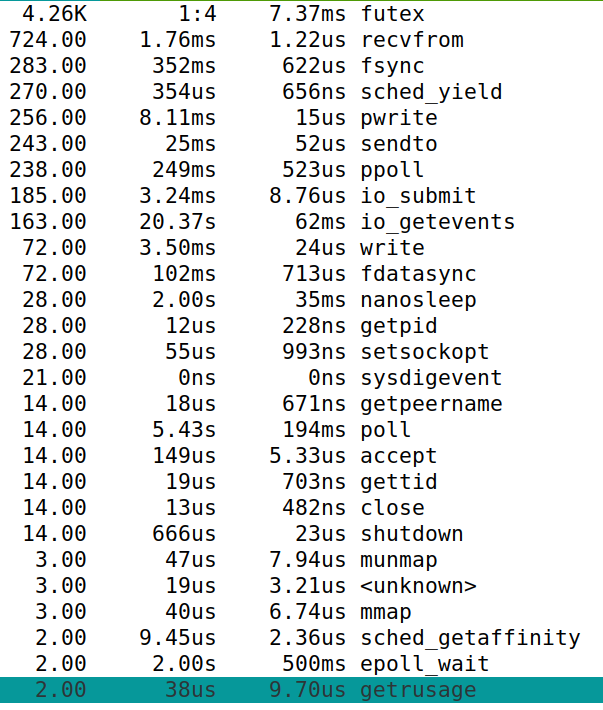 4.26K 1:4 7.37ms futex
724.00 1.76ms 1.22us recvfrom
283.00 352ms 622us fsync
270.00 354us 656ns sched_yield
256.00 8.11ms 15us pwrite
243.00 25ms 52us sendto
238.00 249ms 523us ppoll
185.00 3.24ms 8.76us io_submit
163.00 20.37s 62ms io_getevents
72.00 3.50ms 24us write
72.00 102ms 713us fdatasync
28.00 2.00s 35ms nanosleep
28.00 12us 228ns getpid
28.00 55us 993ns setsockopt
21.00 0ns 0ns sysdigevent
14.00 18us 671ns getpeername
14.00 5.43s 194ms poll
14.00 149us 5.33us accept
14.00 19us 703ns gettid
14.00 13us 482ns close
14.00 666us 23us shutdown
3.00 47us 7.94us munmap
3.00 19us 3.21us <unknown>
3.00 40us 6.74us mmap
2.00 9.45us 2.36us sched_getaffinity
2.00 2.00s 500ms epoll_wait
2.00 38us 9.70us getrusage